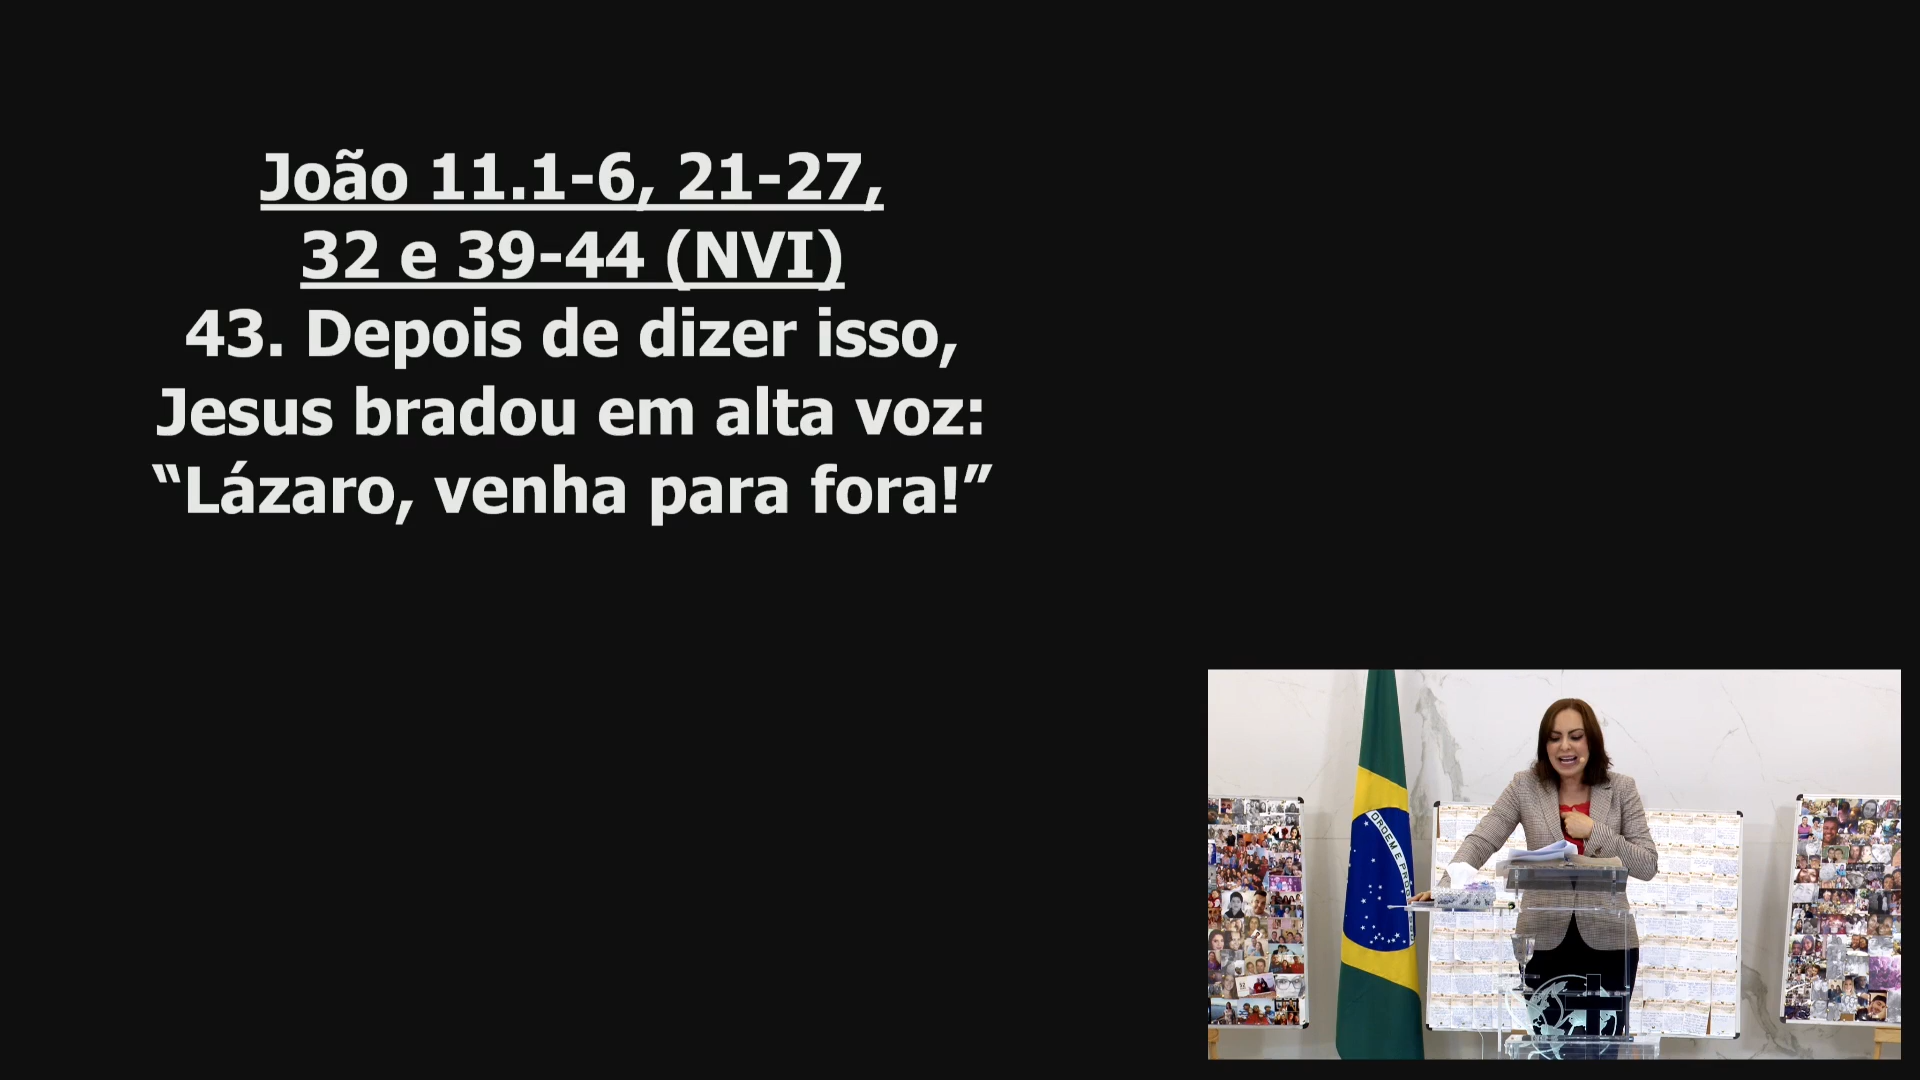 João 11.1-6, 21-27,
32 e 39-44 (NVI)
43. Depois de dizer isso,
Jesus bradou em alta voz:
“Lázaro, venha para fora!”
ORDEM E PROG